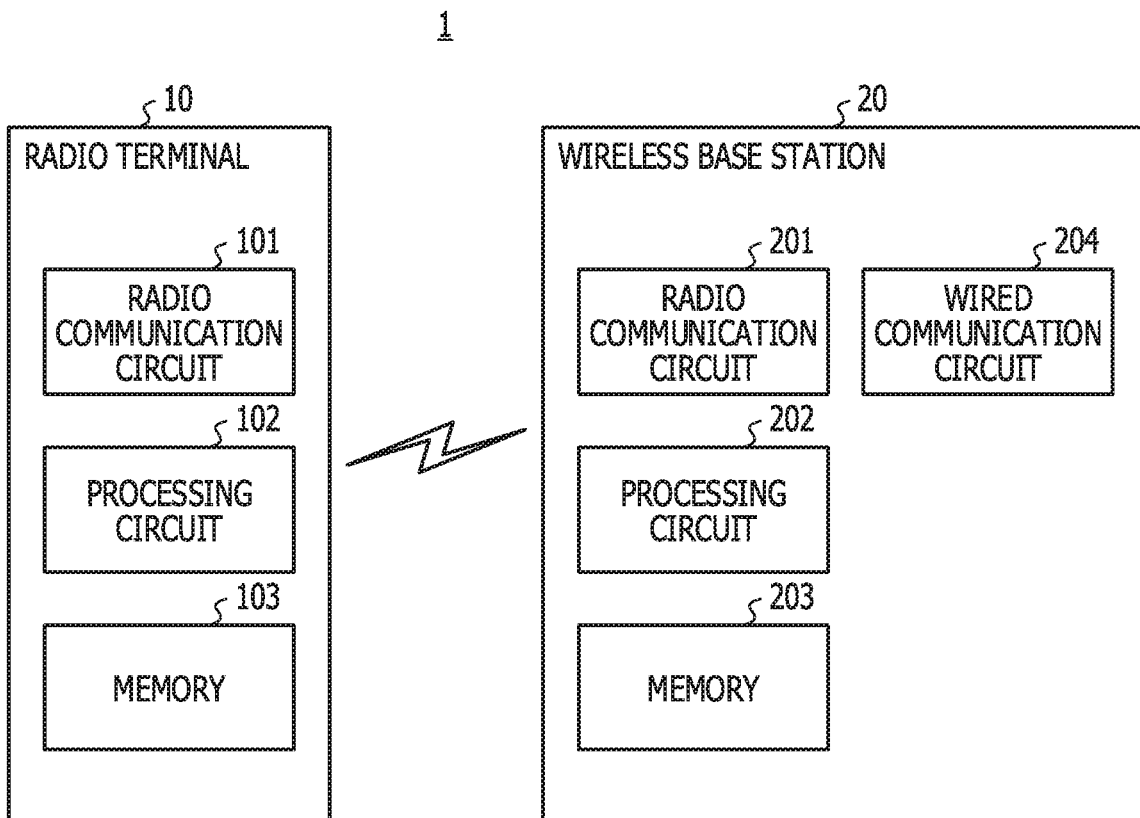 1
10
RADIO TERMINAL
101
RADIO
COMMUNICATION
CIRCUIT
102
PROCESSING
CIRCUIT
103
MEMORY
20
WIRELESS BASE STATION
201
RADIO
COMMUNICATION
CIRCUIT
204
WIRED
COMMUNICATION
CIRCUIT
202
PROCESSING
CIRCUIT
203
MEMORY